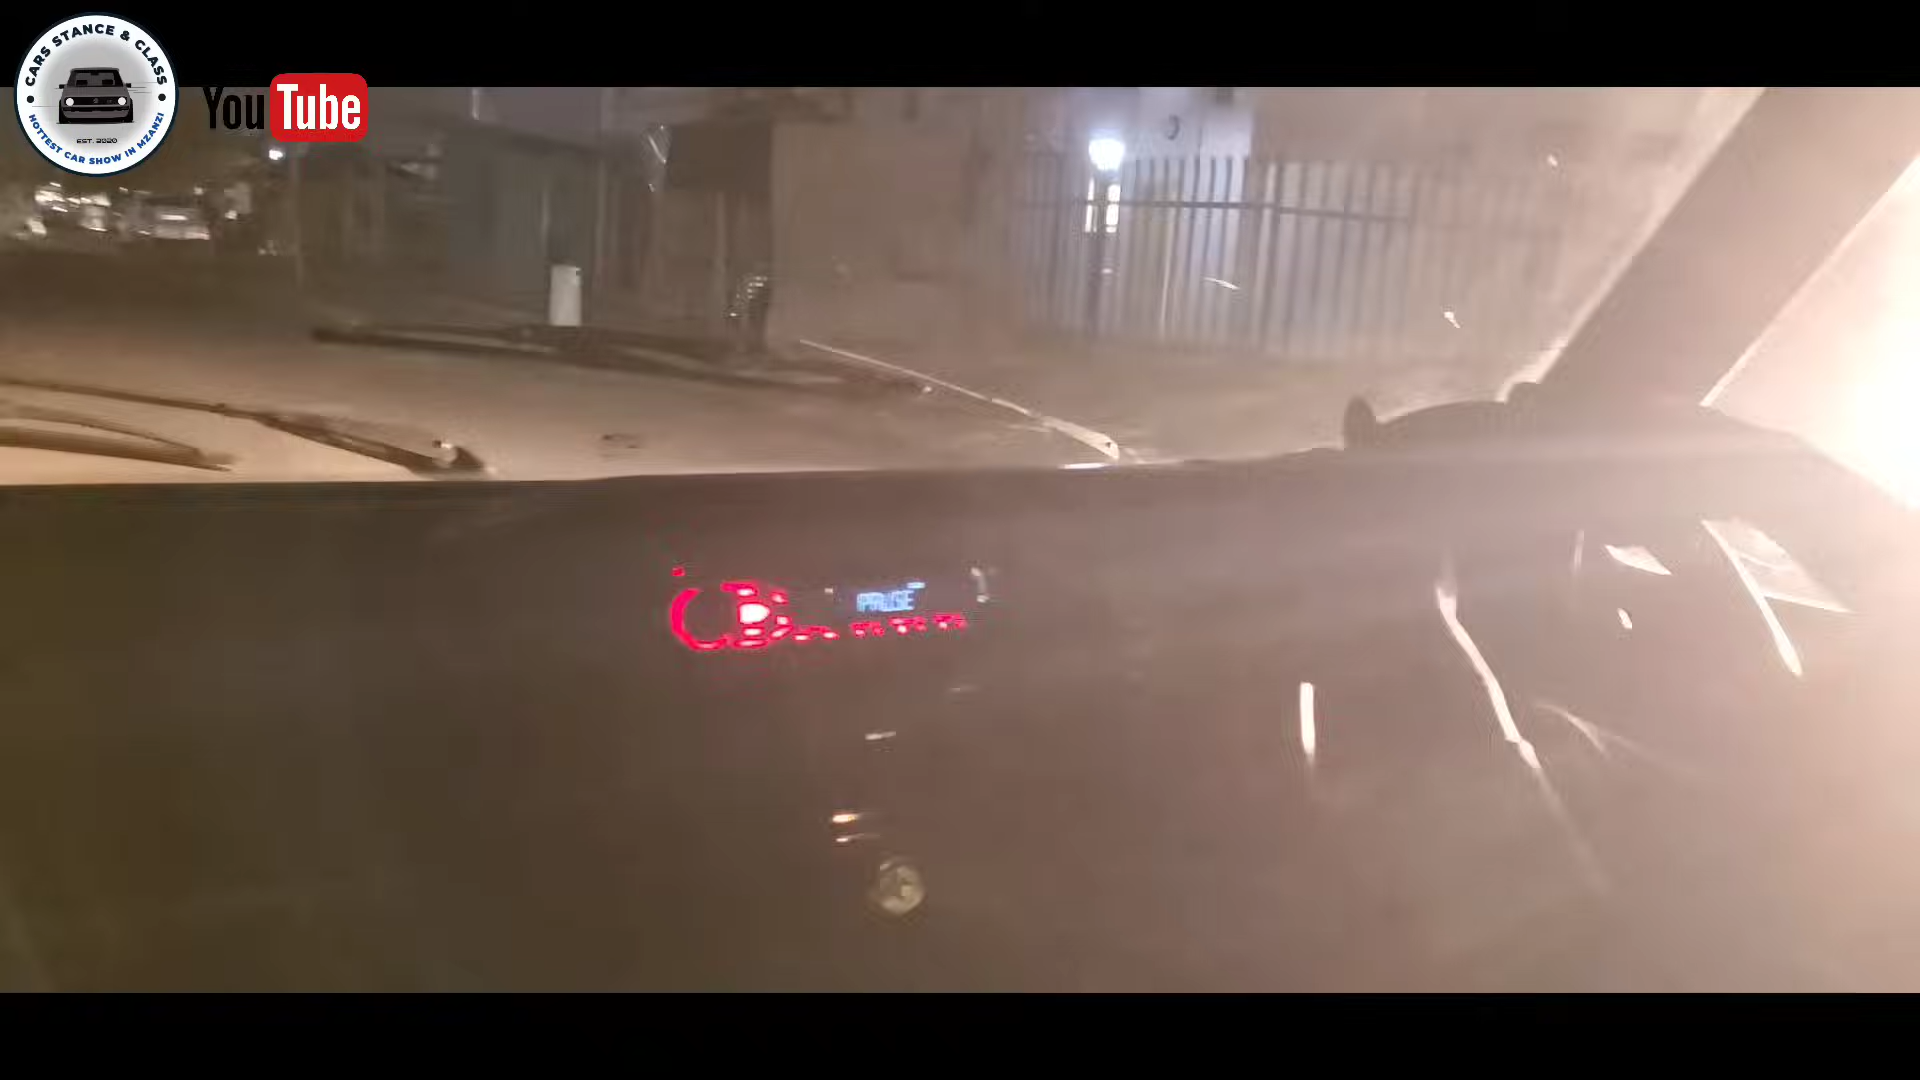 CARS STANCE & CLASS
HOTTEST CAR SHOW IN MZANZI
EST. 2020
YouTube
PAUSE